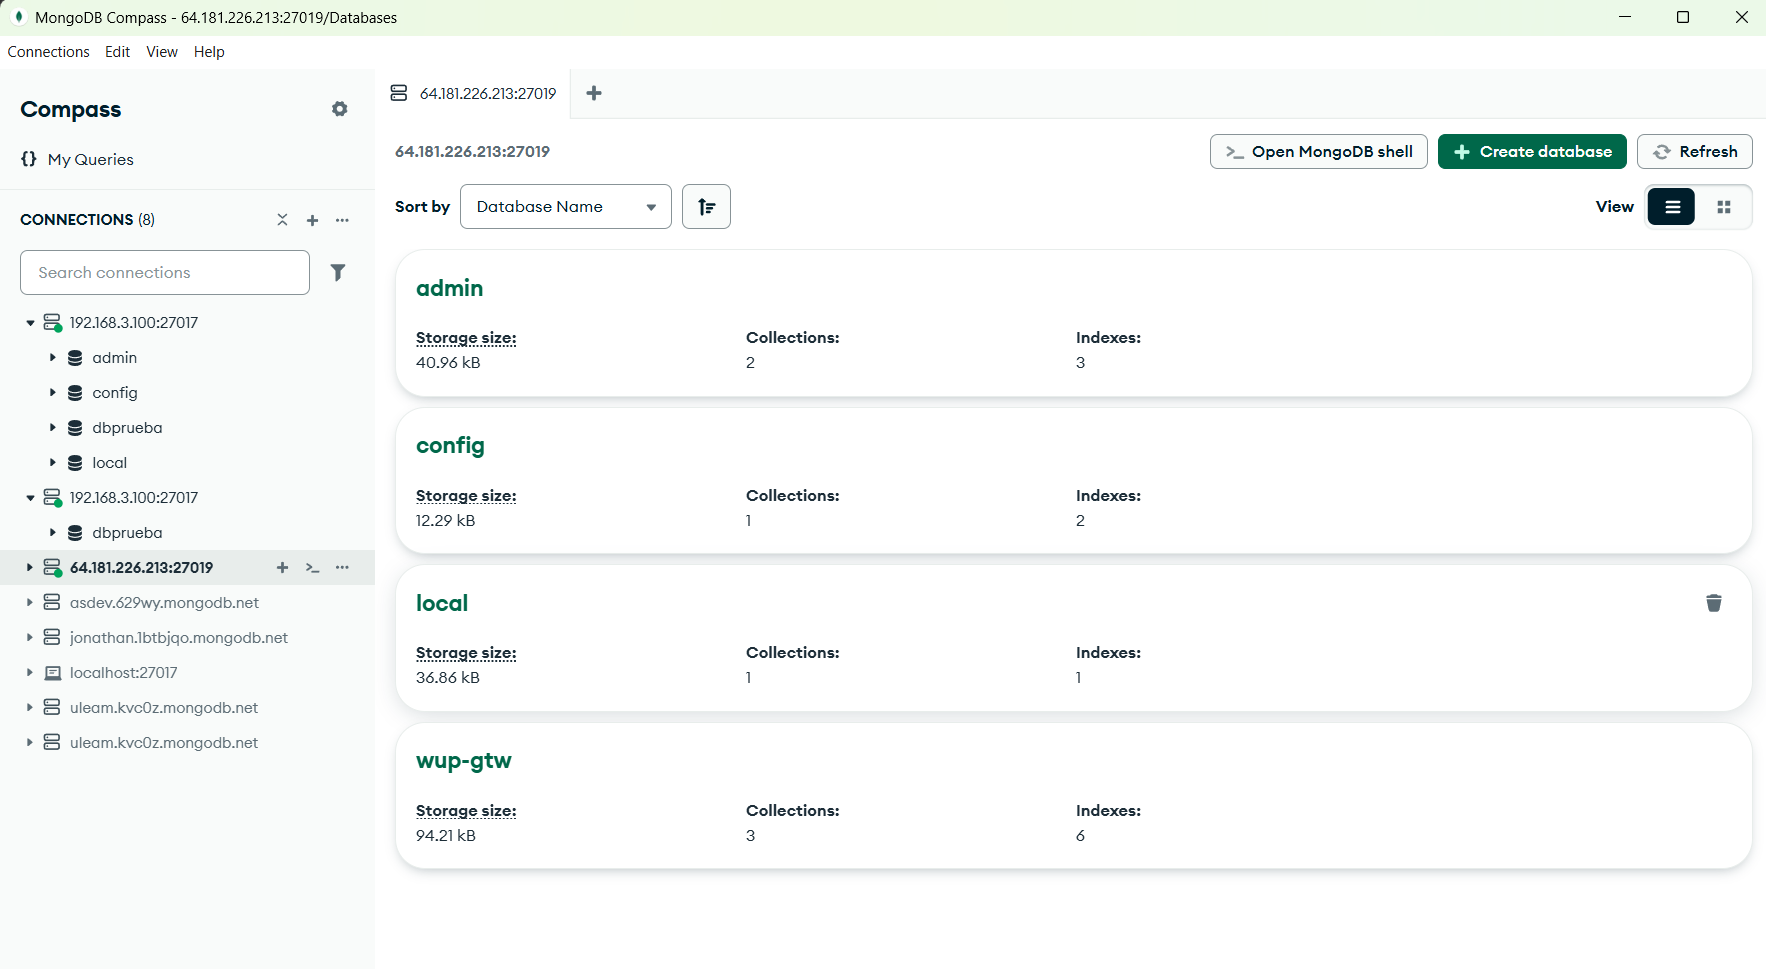 MongoDB Compass - 64.181.226.213:27019/Databases
Connections Edit View Help
Compass
{} My Queries
CONNECTIONS (8)
Search connections
192.168.3.100:27017
admin
config
dbprueba
local
192.168.3.100:27017
dbprueba
64.181.226.213:27019
asdev.629wy.mongodb.net
jonathan.1btbjqo.mongodb.net
localhost:27017
uleam.kvc0z.mongodb.net
uleam.kvc0z.mongodb.net
64.181.226.213:27019
64.181.226.213:27019
>_ Open MongoDB shell
Create database
Refresh
Sort by Database Name
View
admin
Storage size: Collections: Indexes:
40.96 kB 2 3
config
Storage size: Collections: Indexes:
12.29 kB 1 2
local
Storage size: Collections: Indexes:
36.86 kB 1 1
wup-gtw
Storage size: Collections: Indexes:
94.21 kB 3 6